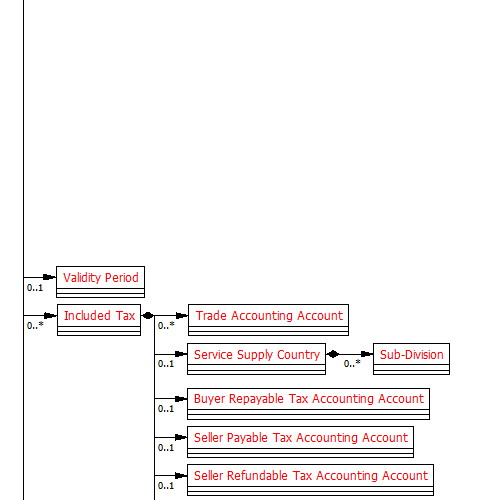 Validity Period
0..1
Included Tax
0..*
Trade Accounting Account
0..*
Service Supply Country
0..1
Sub-Division
0..*
Buyer Repayable Tax Accounting Account
0..1
Seller Payable Tax Accounting Account
0..1
Seller Refundable Tax Accounting Account
0..1